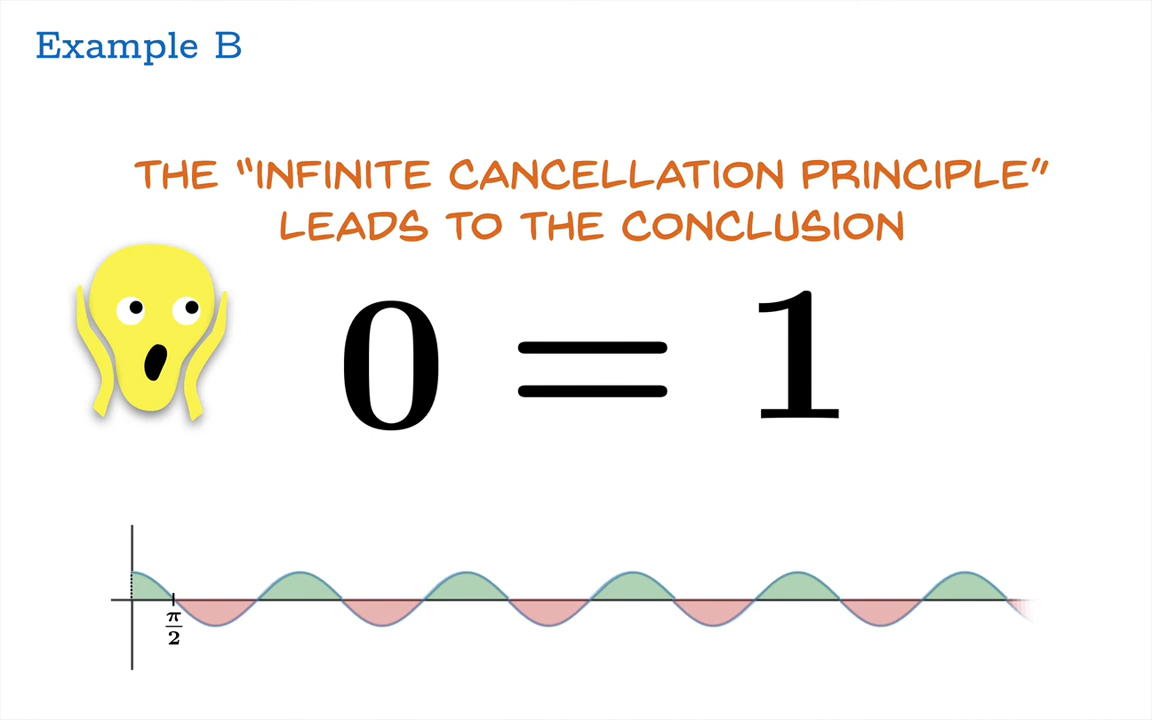 Example B
THE “INFINITE CANCELLATION PRINCIPLE”
LEADS TO THE CONCLUSION
0 = 1
π
2